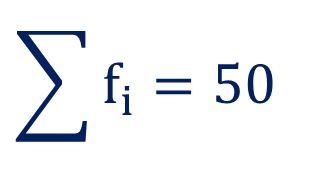 ∑ fᵢ = 50